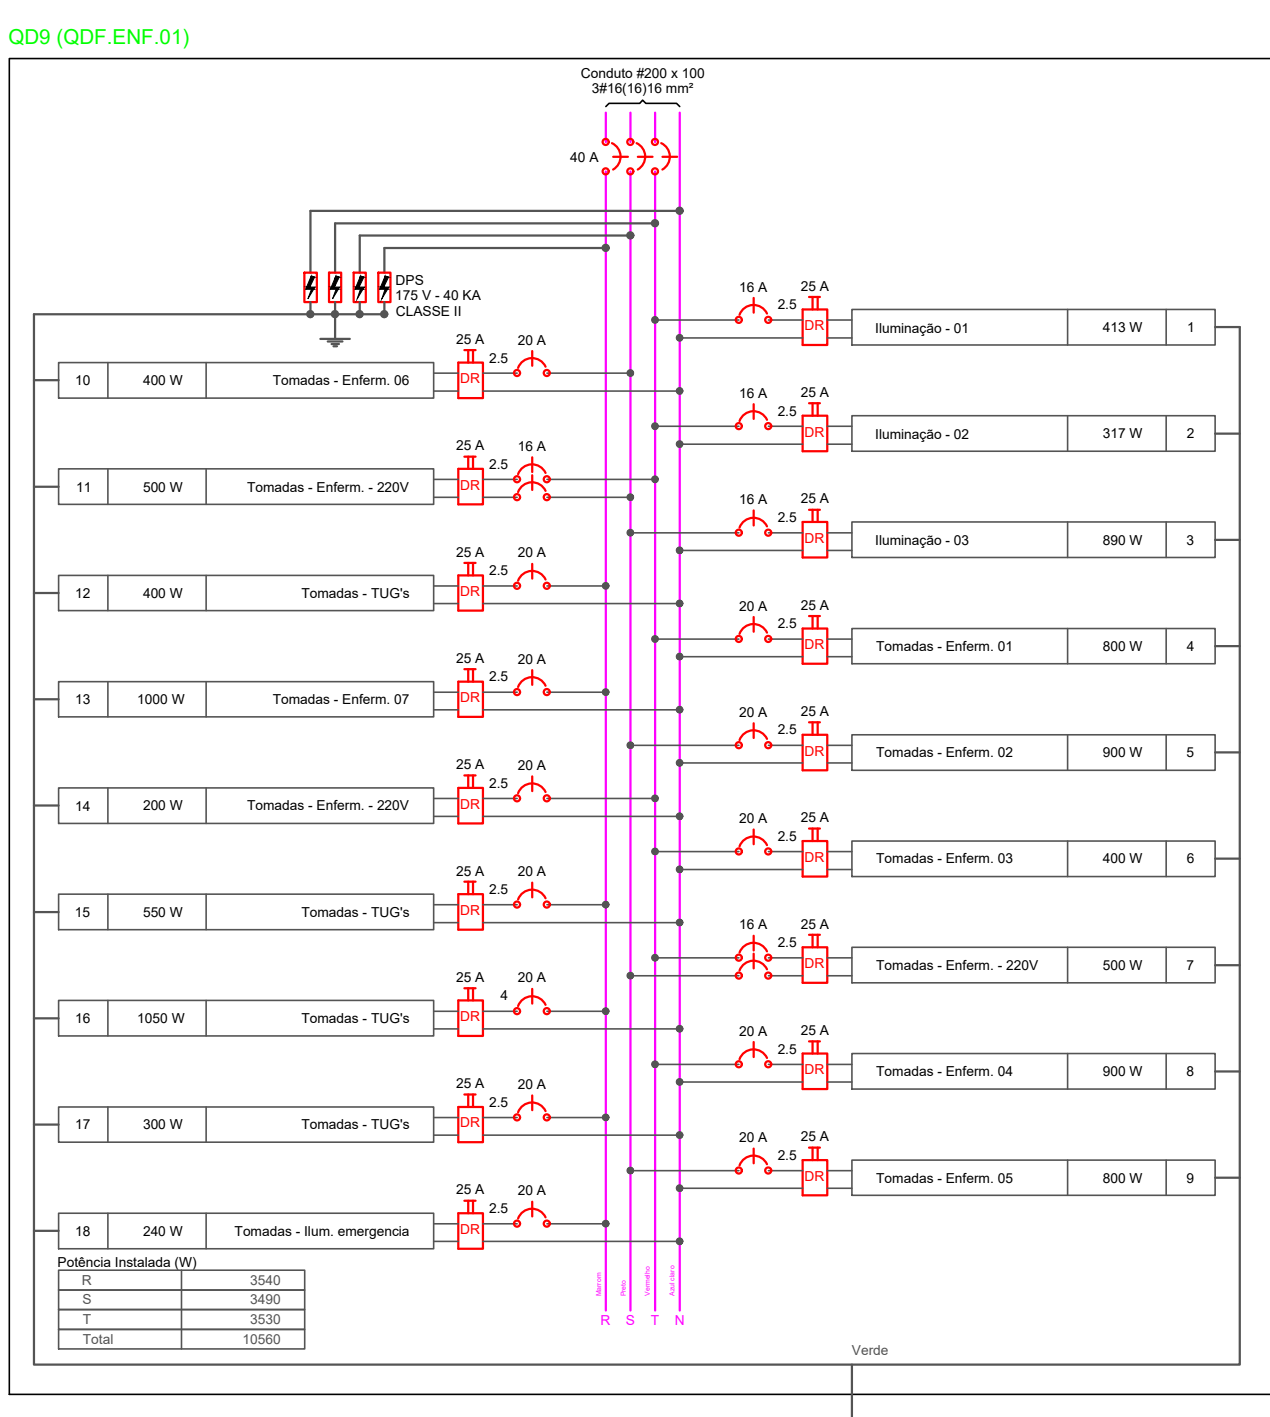 QD9 (QDF.ENF.01)
Conduto #200 x 100
3#16(16)16 mm²
40 A
DPS
175 V - 40 KA
CLASSE II
16 A 2.5 25 A DR Iluminação - 01 413 W 1
16 A 2.5 25 A DR Iluminação - 02 317 W 2
16 A 2.5 25 A DR Iluminação - 03 890 W 3
20 A 2.5 25 A DR Tomadas - Enferm. 01 800 W 4
20 A 2.5 25 A DR Tomadas - Enferm. 02 900 W 5
20 A 2.5 25 A DR Tomadas - Enferm. 03 400 W 6
16 A 2.5 25 A DR Tomadas - Enferm. - 220V 500 W 7
20 A 2.5 25 A DR Tomadas - Enferm. 04 900 W 8
20 A 2.5 25 A DR Tomadas - Enferm. 05 800 W 9
10 400 W Tomadas - Enferm. 06 25 A DR 2.5 20 A
11 500 W Tomadas - Enferm. - 220V 25 A DR 2.5 16 A
12 400 W Tomadas - TUG's 25 A DR 2.5 20 A
13 1000 W Tomadas - Enferm. 07 25 A DR 2.5 20 A
14 200 W Tomadas - Enferm. - 220V 25 A DR 2.5 20 A
15 550 W Tomadas - TUG's 25 A DR 2.5 20 A
16 1050 W Tomadas - TUG's 25 A DR 4 20 A
17 300 W Tomadas - TUG's 25 A DR 2.5 20 A
18 240 W Tomadas - Ilum. emergencia 25 A DR 2.5 20 A
Potência Instalada (W)
R 3540
S 3490
T 3530
Total 10560
Marrom
Preto
Vermelho
Azul claro
R S T N
Verde